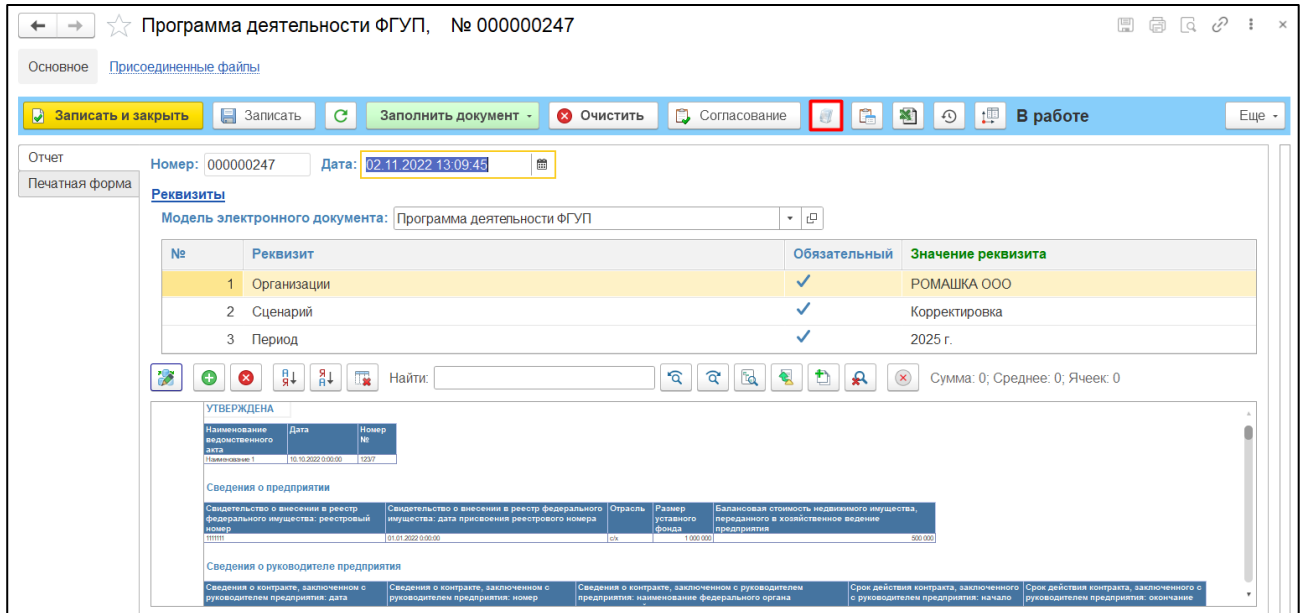 Программа деятельности ФГУП, № 000000247
Основное Присоединенные файлы
Записать и закрыть Записать Заполнить документ Очистить Согласование В работе Еще
Отчет
Печатная форма
Номер: 000000247 Дата: 02.11.2022 13:09:45
Реквизиты
Модель электронного документа: Программа деятельности ФГУП
№ Реквизит Обязательный Значение реквизита
1 Организации РОМАШКА ООО
2 Сценарий Корректировка
3 Период 2025 г.
Найти: Сумма: 0; Среднее: 0; Ячеек: 0
УТВЕРЖДЕНА
Наименование Дата Номер
ведомственного №
акта
Наименование 1 10.10.2022 0:00:00 123/7
Сведения о предприятии
Свидетельство о внесении в реестр Свидетельство о внесении в реестр федерального Отрасль Размер Балансовая стоимость недвижимого имущества,
федерального имущества: реестровый имущества: дата присвоения реестрового номера уставного переданного в хозяйственное ведение
номер фонда предприятия
1111111 01.01.2022 0:00:00 с/х 1 000 000 500 000
Сведения о руководителе предприятия
Сведения о контракте, заключенном с Сведения о контракте, заключенном с Сведения о контракте, заключенном с руководителем Срок действия контракта, заключенного Срок действия контракта, заключенного с
руководителем предприятия: дата руководителем предприятия: номер предприятия: наименование федерального органа с руководителем предприятия: начало руководителем предприятия: окончание